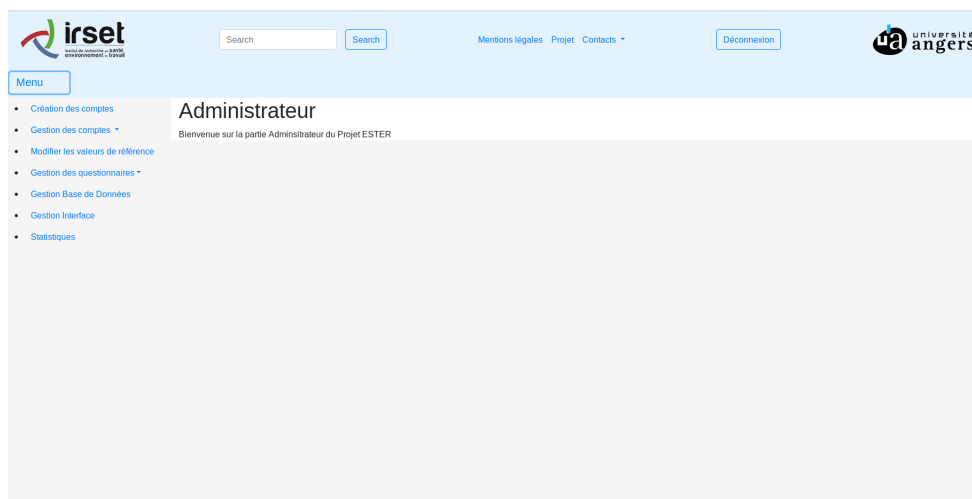 irset
institut de recherche en santé,
environnement et travail
Search
Search
Mentions légales
Projet
Contacts
Déconnexion
ua
université
angers
Menu
Création des comptes
Gestion des comptes
Modifier les valeurs de référence
Gestion des questionnaires
Gestion Base de Données
Gestion Interface
Statistiques
Administrateur
Bienvenue sur la partie Adminsitrateur du Projet ESTER